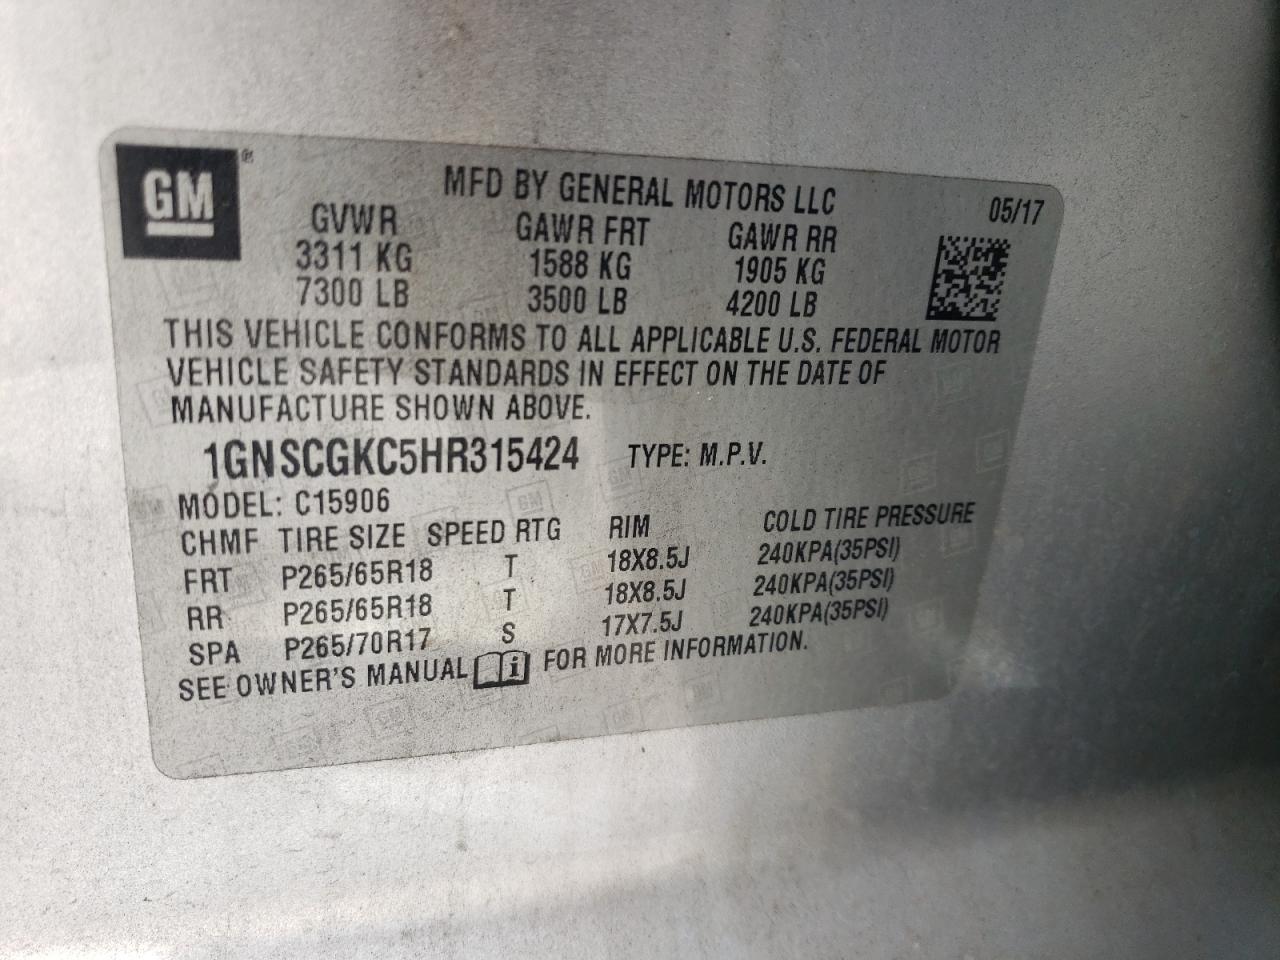 GM ®
MFD BY GENERAL MOTORS LLC 05/17
GVWR GAWR FRT GAWR RR
3311 KG 1588 KG 1905 KG
7300 LB 3500 LB 4200 LB
THIS VEHICLE CONFORMS TO ALL APPLICABLE U.S. FEDERAL MOTOR
VEHICLE SAFETY STANDARDS IN EFFECT ON THE DATE OF
MANUFACTURE SHOWN ABOVE.
1GNSCGKC5HR315424 TYPE: M.P.V.
MODEL: C15906
CHMF TIRE SIZE SPEED RTG RIM COLD TIRE PRESSURE
FRT P265/65R18 T 18X8.5J 240KPA(35PSI)
RR P265/65R18 T 18X8.5J 240KPA(35PSI)
SPA P265/70R17 S 17X7.5J 240KPA(35PSI)
SEE OWNER'S MANUAL i FOR MORE INFORMATION.